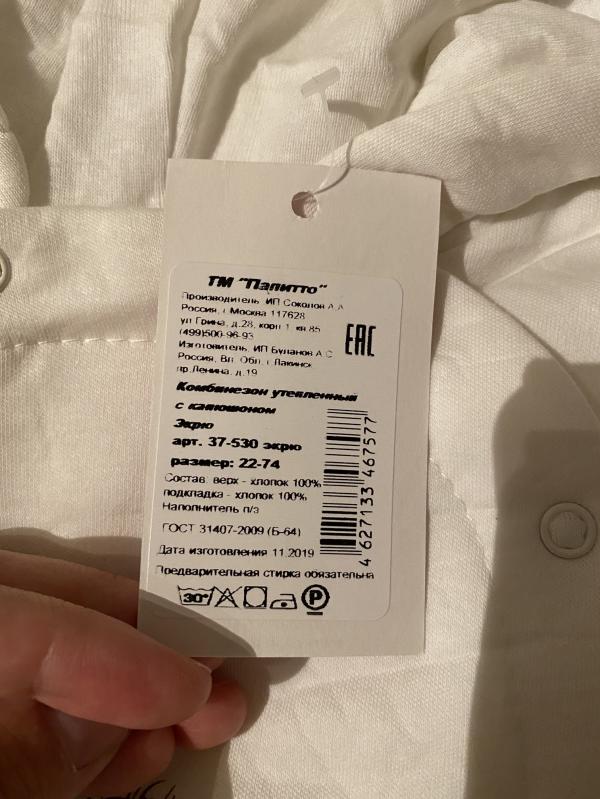 ТМ "Папитто"
Производитель: ИП Соколов А.А.
Россия, г.Москва 117628
ул Грина, д.28, корп 1, кв 85
(499)500-96-93
Изготовитель: ИП Буланов А.С
Россия, Вл. Обл. г Лакинск
пр.Ленина, д.19
EAC
Комбинезон утепленный
с капюшоном
Экрю
арт. 37-530 экрю
размер: 22-74
Состав: верх - хлопок 100%
подкладка - хлопок 100%
Наполнитель п/э
ГОСТ 31407-2009 (Б-64)
Дата изготовления 11.2019
Предварительная стирка обязательна
30° P
4 627133 467577